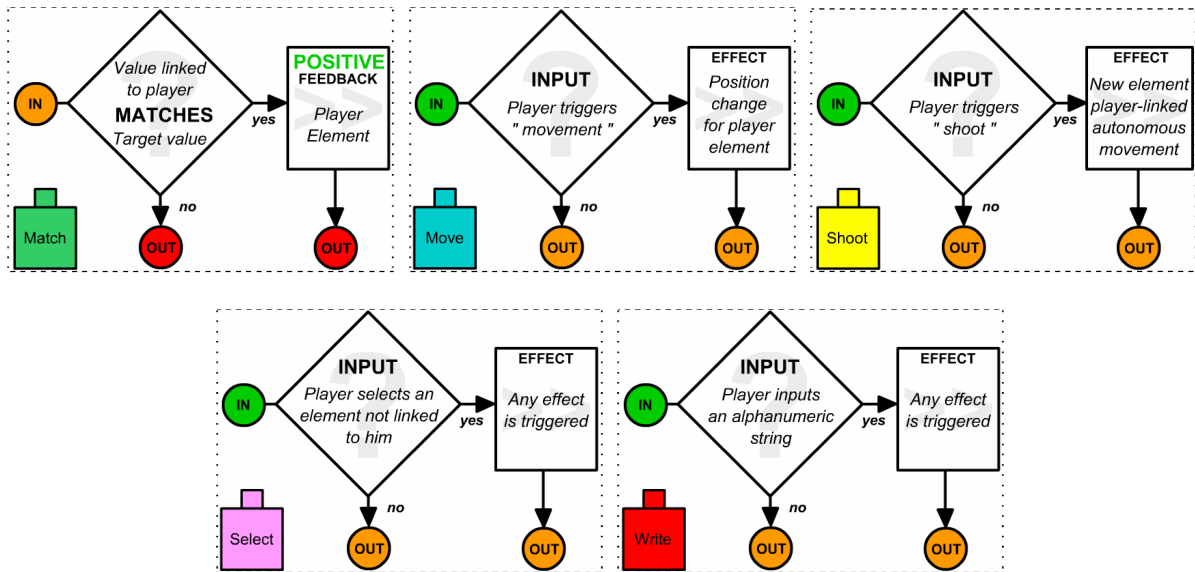 IN
Value linked
to player
MATCHES
Target value
yes
POSITIVE
FEEDBACK
Player
Element
no
OUT
OUT
Match
IN
INPUT
Player triggers
" movement "
yes
EFFECT
Position
change
for player
element
no
OUT
OUT
Move
IN
INPUT
Player triggers
" shoot "
yes
EFFECT
New element
player-linked
autonomous
movement
no
OUT
OUT
Shoot
IN
INPUT
Player selects an
element not linked
to him
yes
EFFECT
Any effect
is triggered
no
OUT
OUT
Select
IN
INPUT
Player inputs
an alphanumeric
string
yes
EFFECT
Any effect
is triggered
no
OUT
OUT
Write